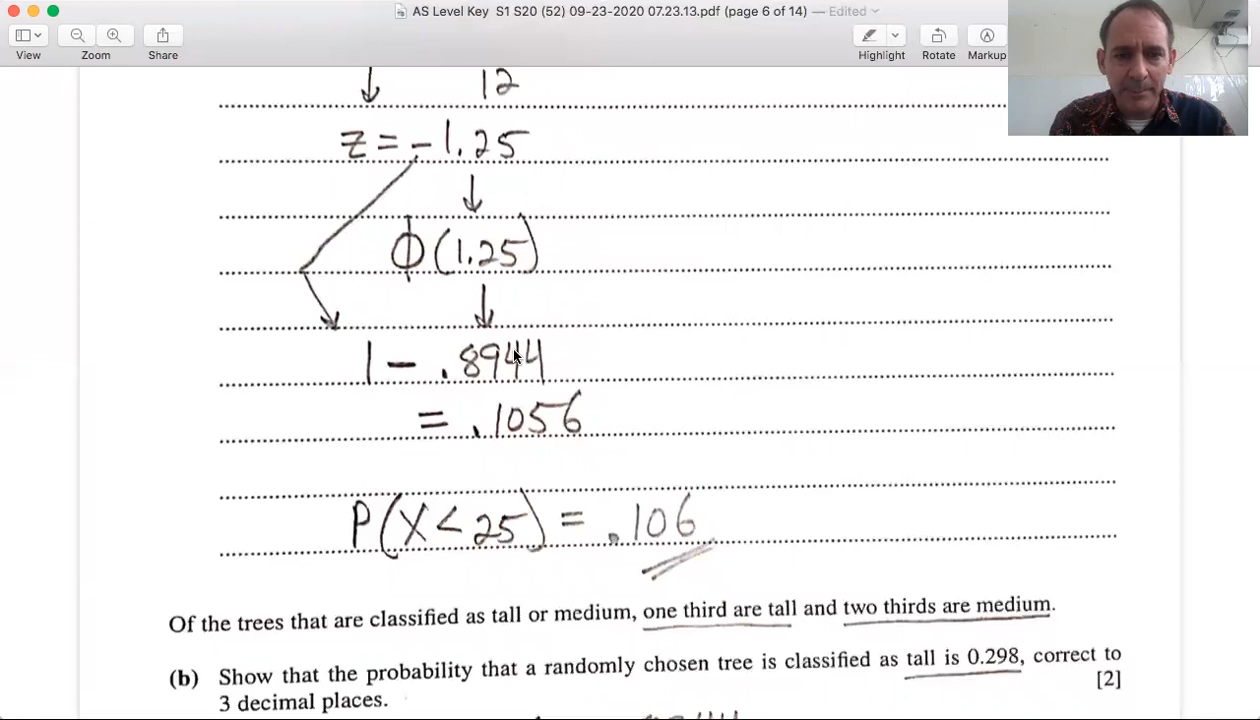 AS Level Key S1 S20 (52) 09-23-2020 07.23.13.pdf (page 6 of 14) — Edited
View Zoom Share Highlight Rotate Markup
12
z = -1.25
Φ(1.25)
1 - .8944
= .1056
P(X < 25) = .106
Of the trees that are classified as tall or medium, one third are tall and two thirds are medium.
(b) Show that the probability that a randomly chosen tree is classified as tall is 0.298, correct to
3 decimal places. [2]